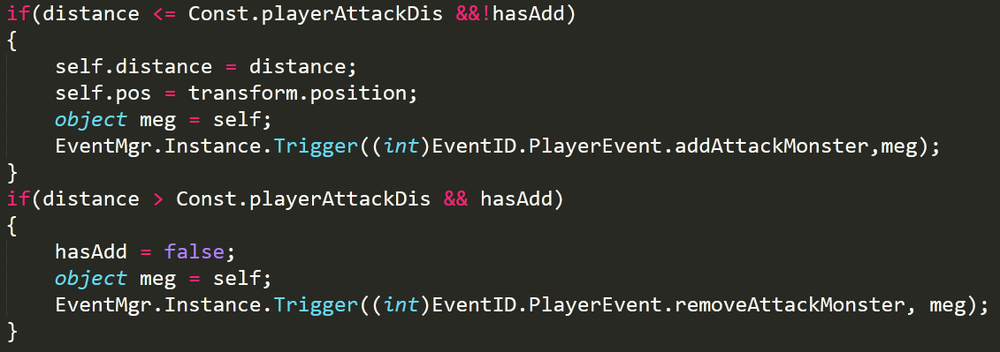 if(distance <= Const.playerAttackDis &&!hasAdd)
{
    self.distance = distance;
    self.pos = transform.position;
    object meg = self;
    EventMgr.Instance.Trigger((int)EventID.PlayerEvent.addAttackMonster,meg);
}
if(distance > Const.playerAttackDis && hasAdd)
{
    hasAdd = false;
    object meg = self;
    EventMgr.Instance.Trigger((int)EventID.PlayerEvent.removeAttackMonster, meg);
}